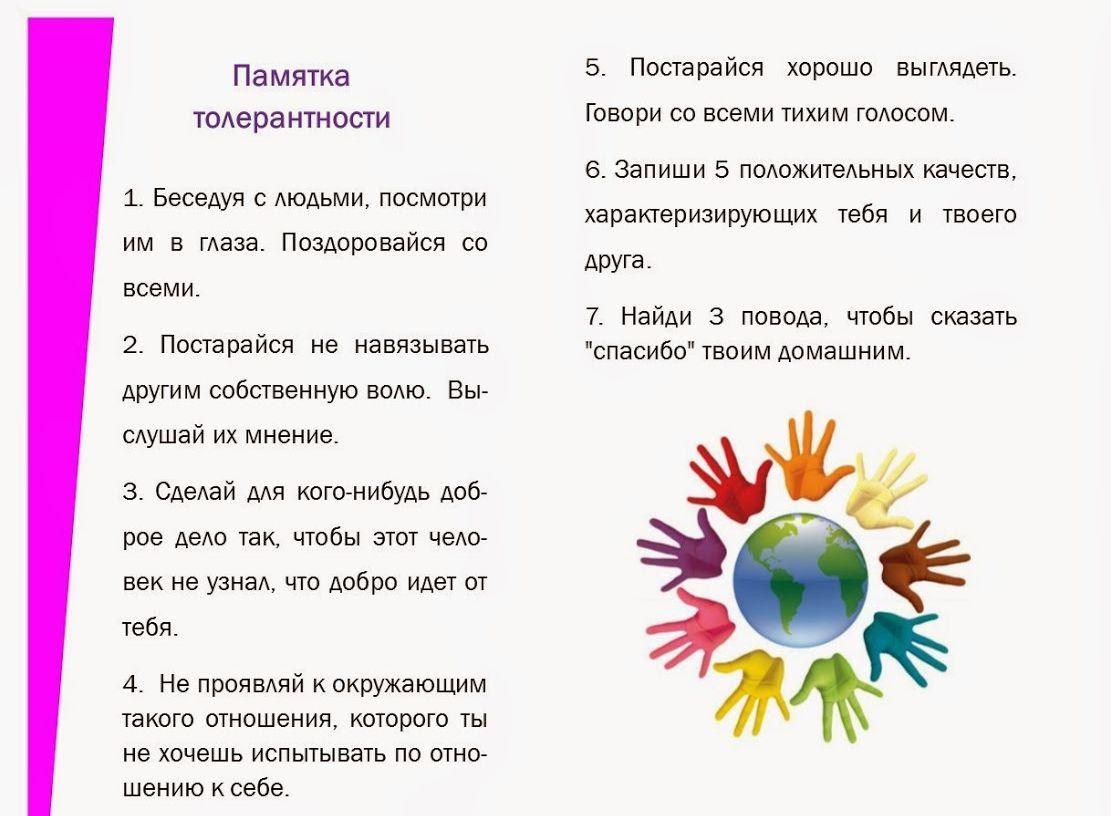 Памятка
толерантности
1. Беседуя с людьми, посмотри
им в глаза. Поздоровайся со
всеми.
2. Постарайся не навязывать
другим собственную волю. Вы-
слушай их мнение.
3. Сделай для кого-нибудь доб-
рое дело так, чтобы этот чело-
век не узнал, что добро идет от
тебя.
4. Не проявляй к окружающим
такого отношения, которого ты
не хочешь испытывать по отно-
шению к себе.
5. Постарайся хорошо выглядеть.
Говори со всеми тихим голосом.
6. Запиши 5 положительных качеств,
характеризирующих тебя и твоего
друга.
7. Найди 3 повода, чтобы сказать
"спасибо" твоим домашним.